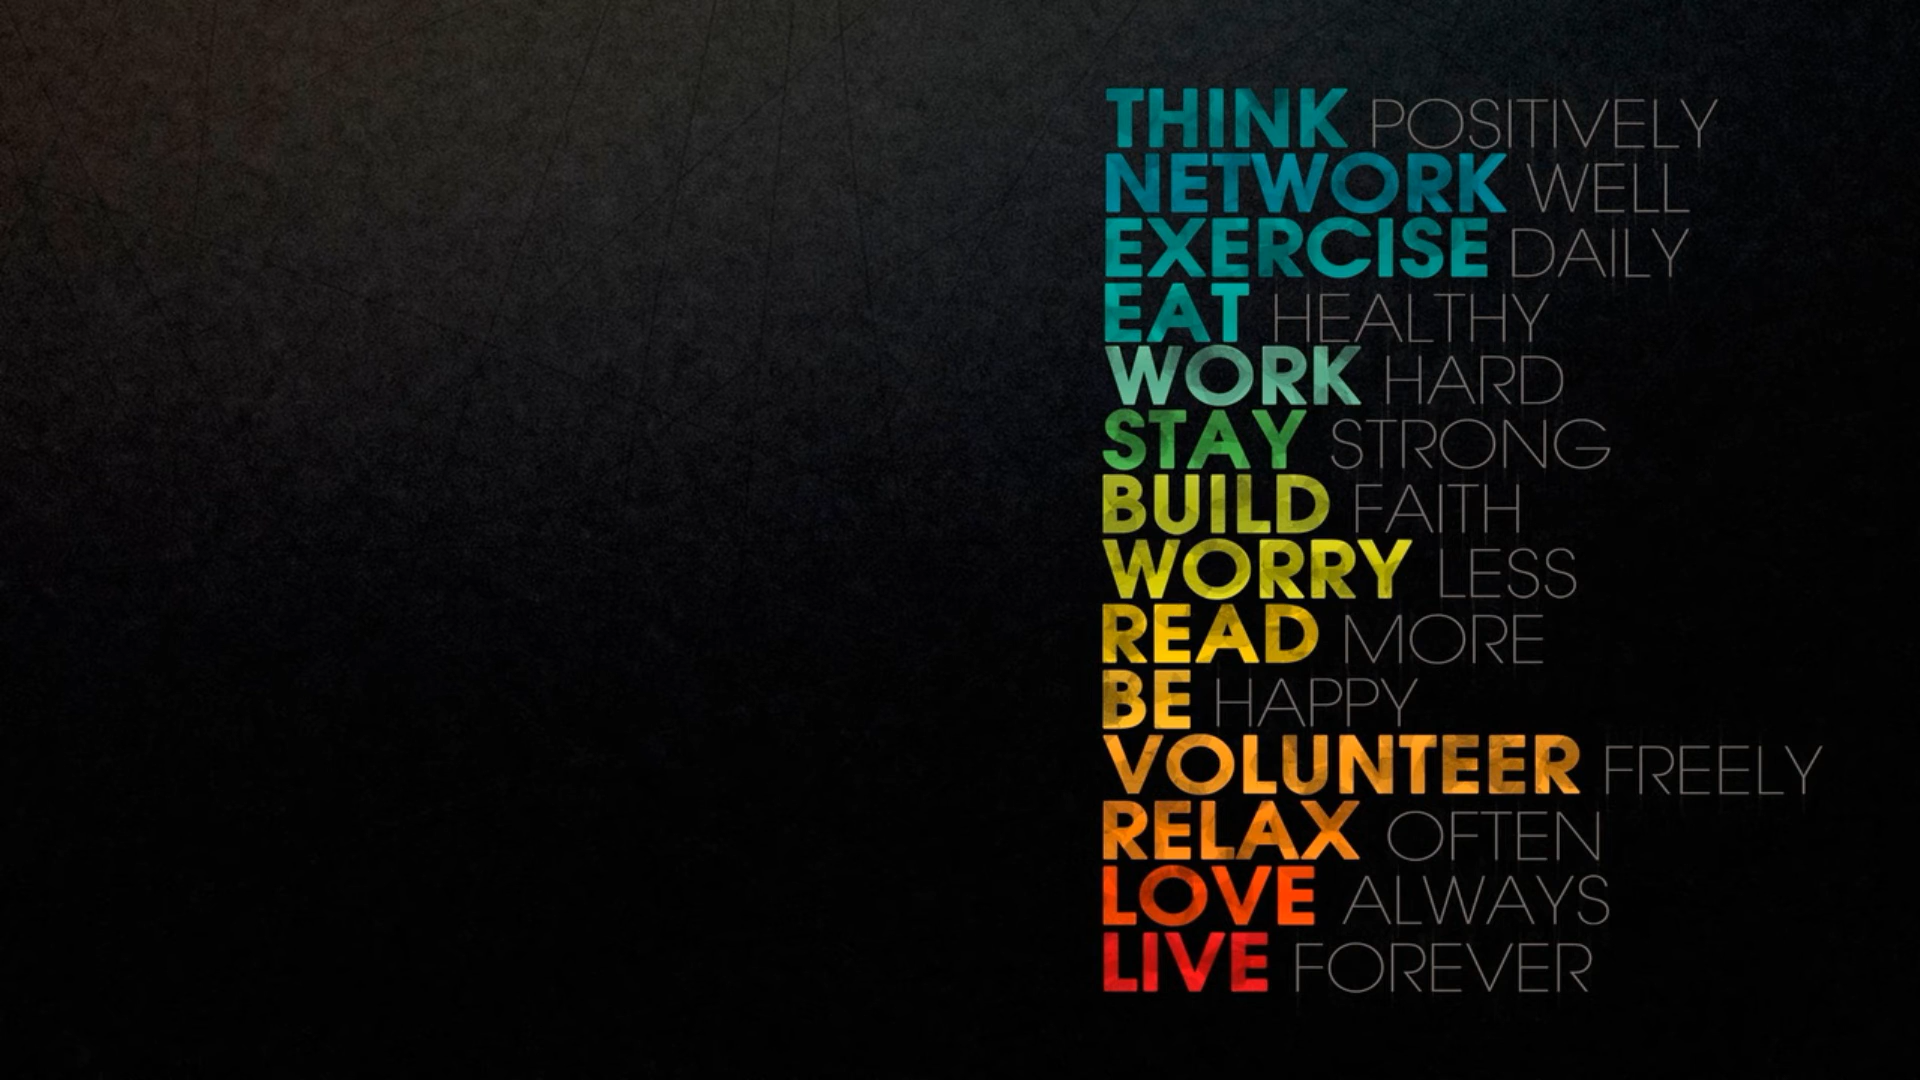 THINK POSITIVELY
NETWORK WELL
EXERCISE DAILY
EAT HEALTHY
WORK HARD
STAY STRONG
BUILD FAITH
WORRY LESS
READ MORE
BE HAPPY
VOLUNTEER FREELY
RELAX OFTEN
LOVE ALWAYS
LIVE FOREVER